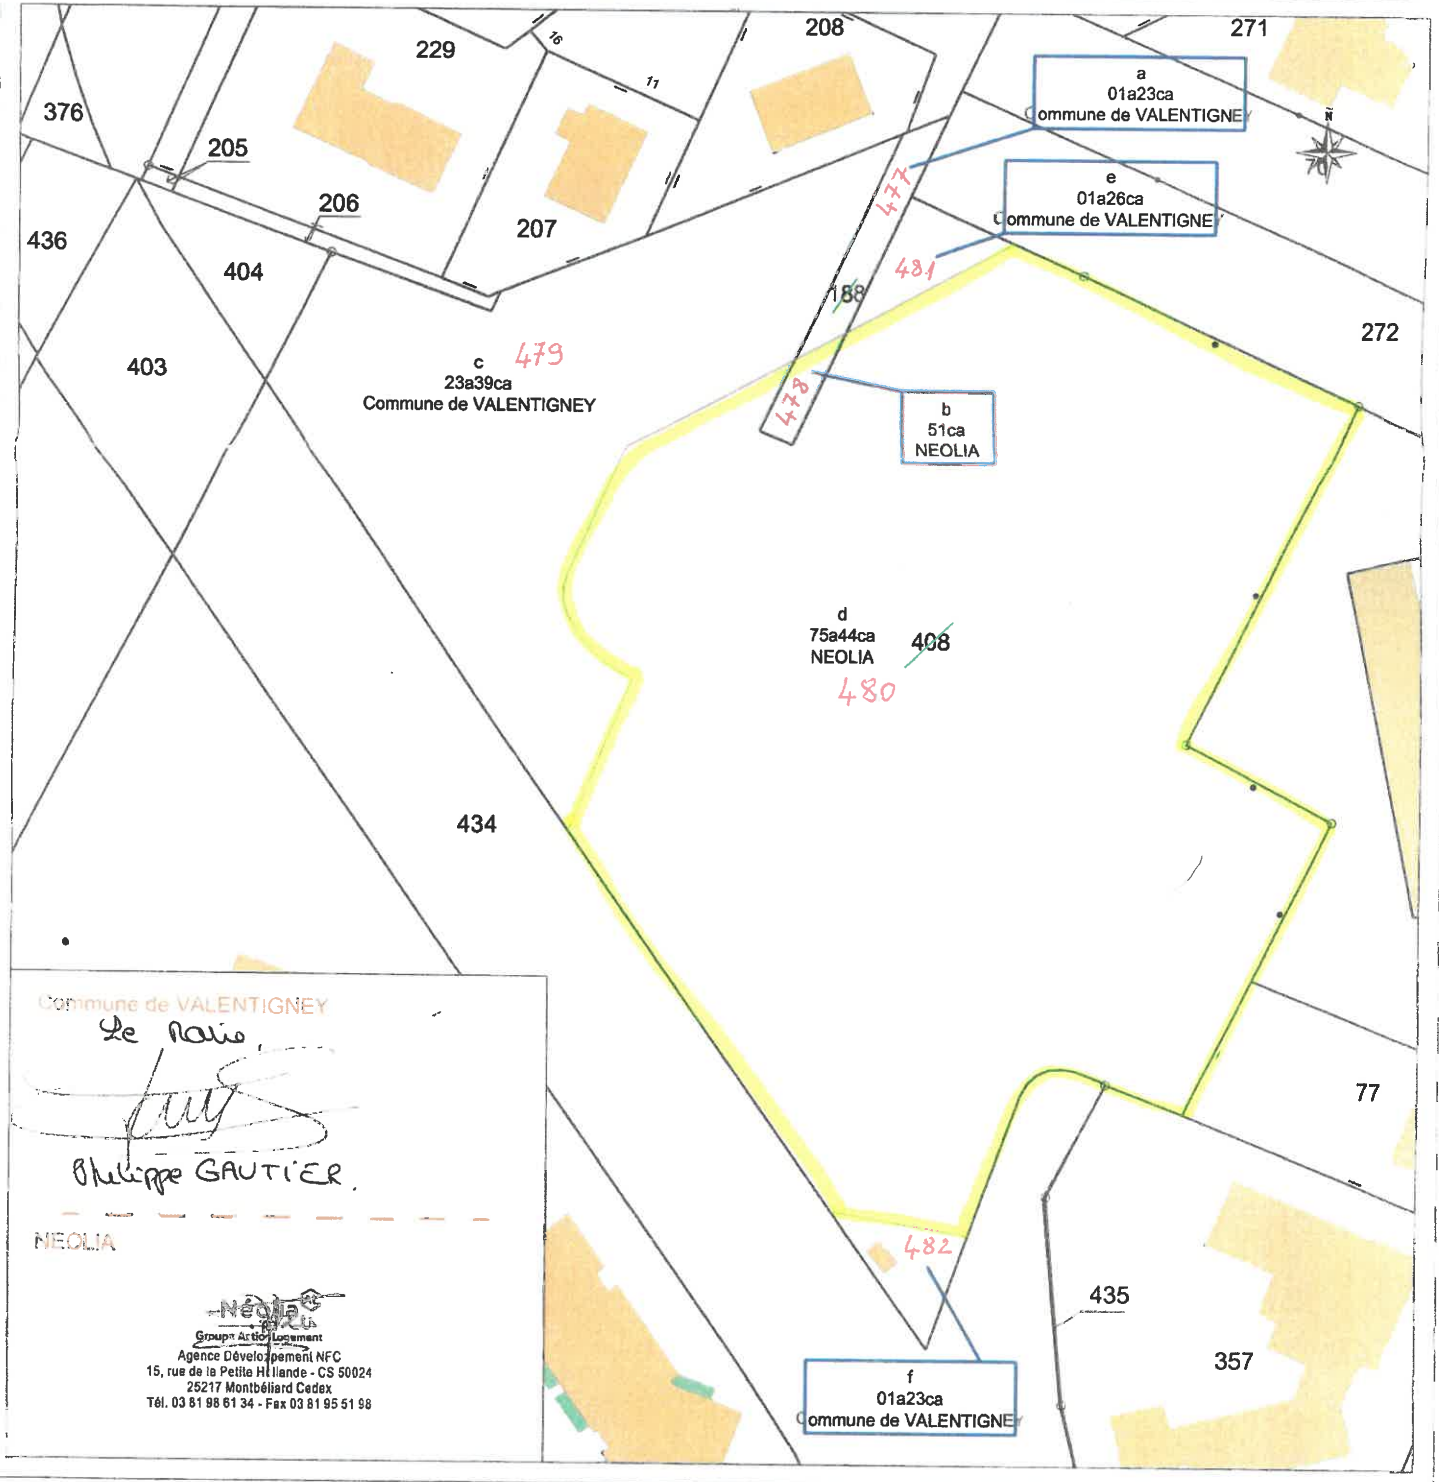 229
16
11
208
271
376
205
206
207
436
404
403
a
01a23ca
Commune de VALENTIGNEY
N
e
01a26ca
Commune de VALENTIGNEY
477
481
188
272
479
c
23a39ca
Commune de VALENTIGNEY
478
b
51ca
NEOLIA
d
75a44ca
NEOLIA
408
480
434
77
482
435
357
f
01a23ca
Commune de VALENTIGNEY
Commune de VALENTIGNEY
Le Maire,
Philippe GAUTIER.
NEOLIA
Néolia
Groupe Action Logement
Agence Développement NFC
15, rue de la Petite Hollande - CS 50024
25217 Montbéliard Cedex
Tél. 03 81 98 61 34 - Fax 03 81 95 51 98